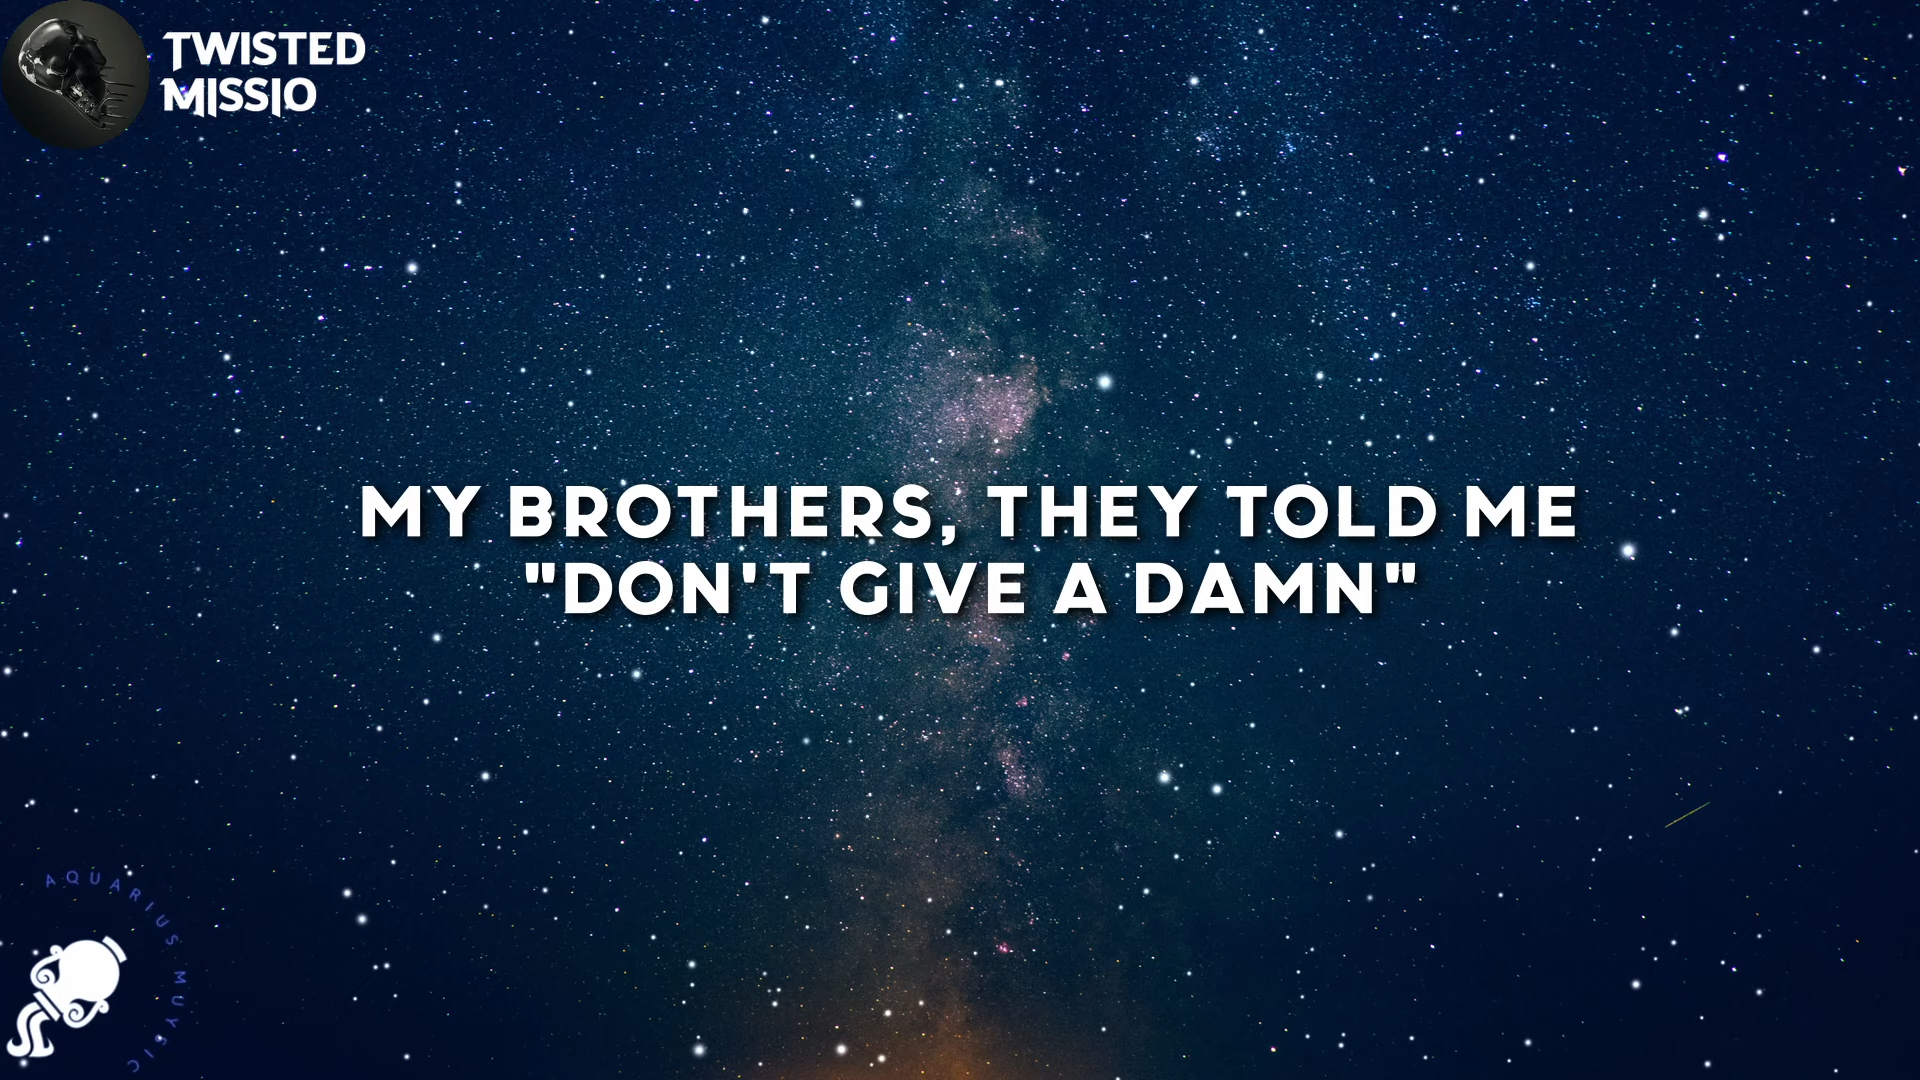 TWISTED
MISSIO
MY BROTHERS, THEY TOLD ME
"DON'T GIVE A DAMN"
AQUARIUS MUYSIC